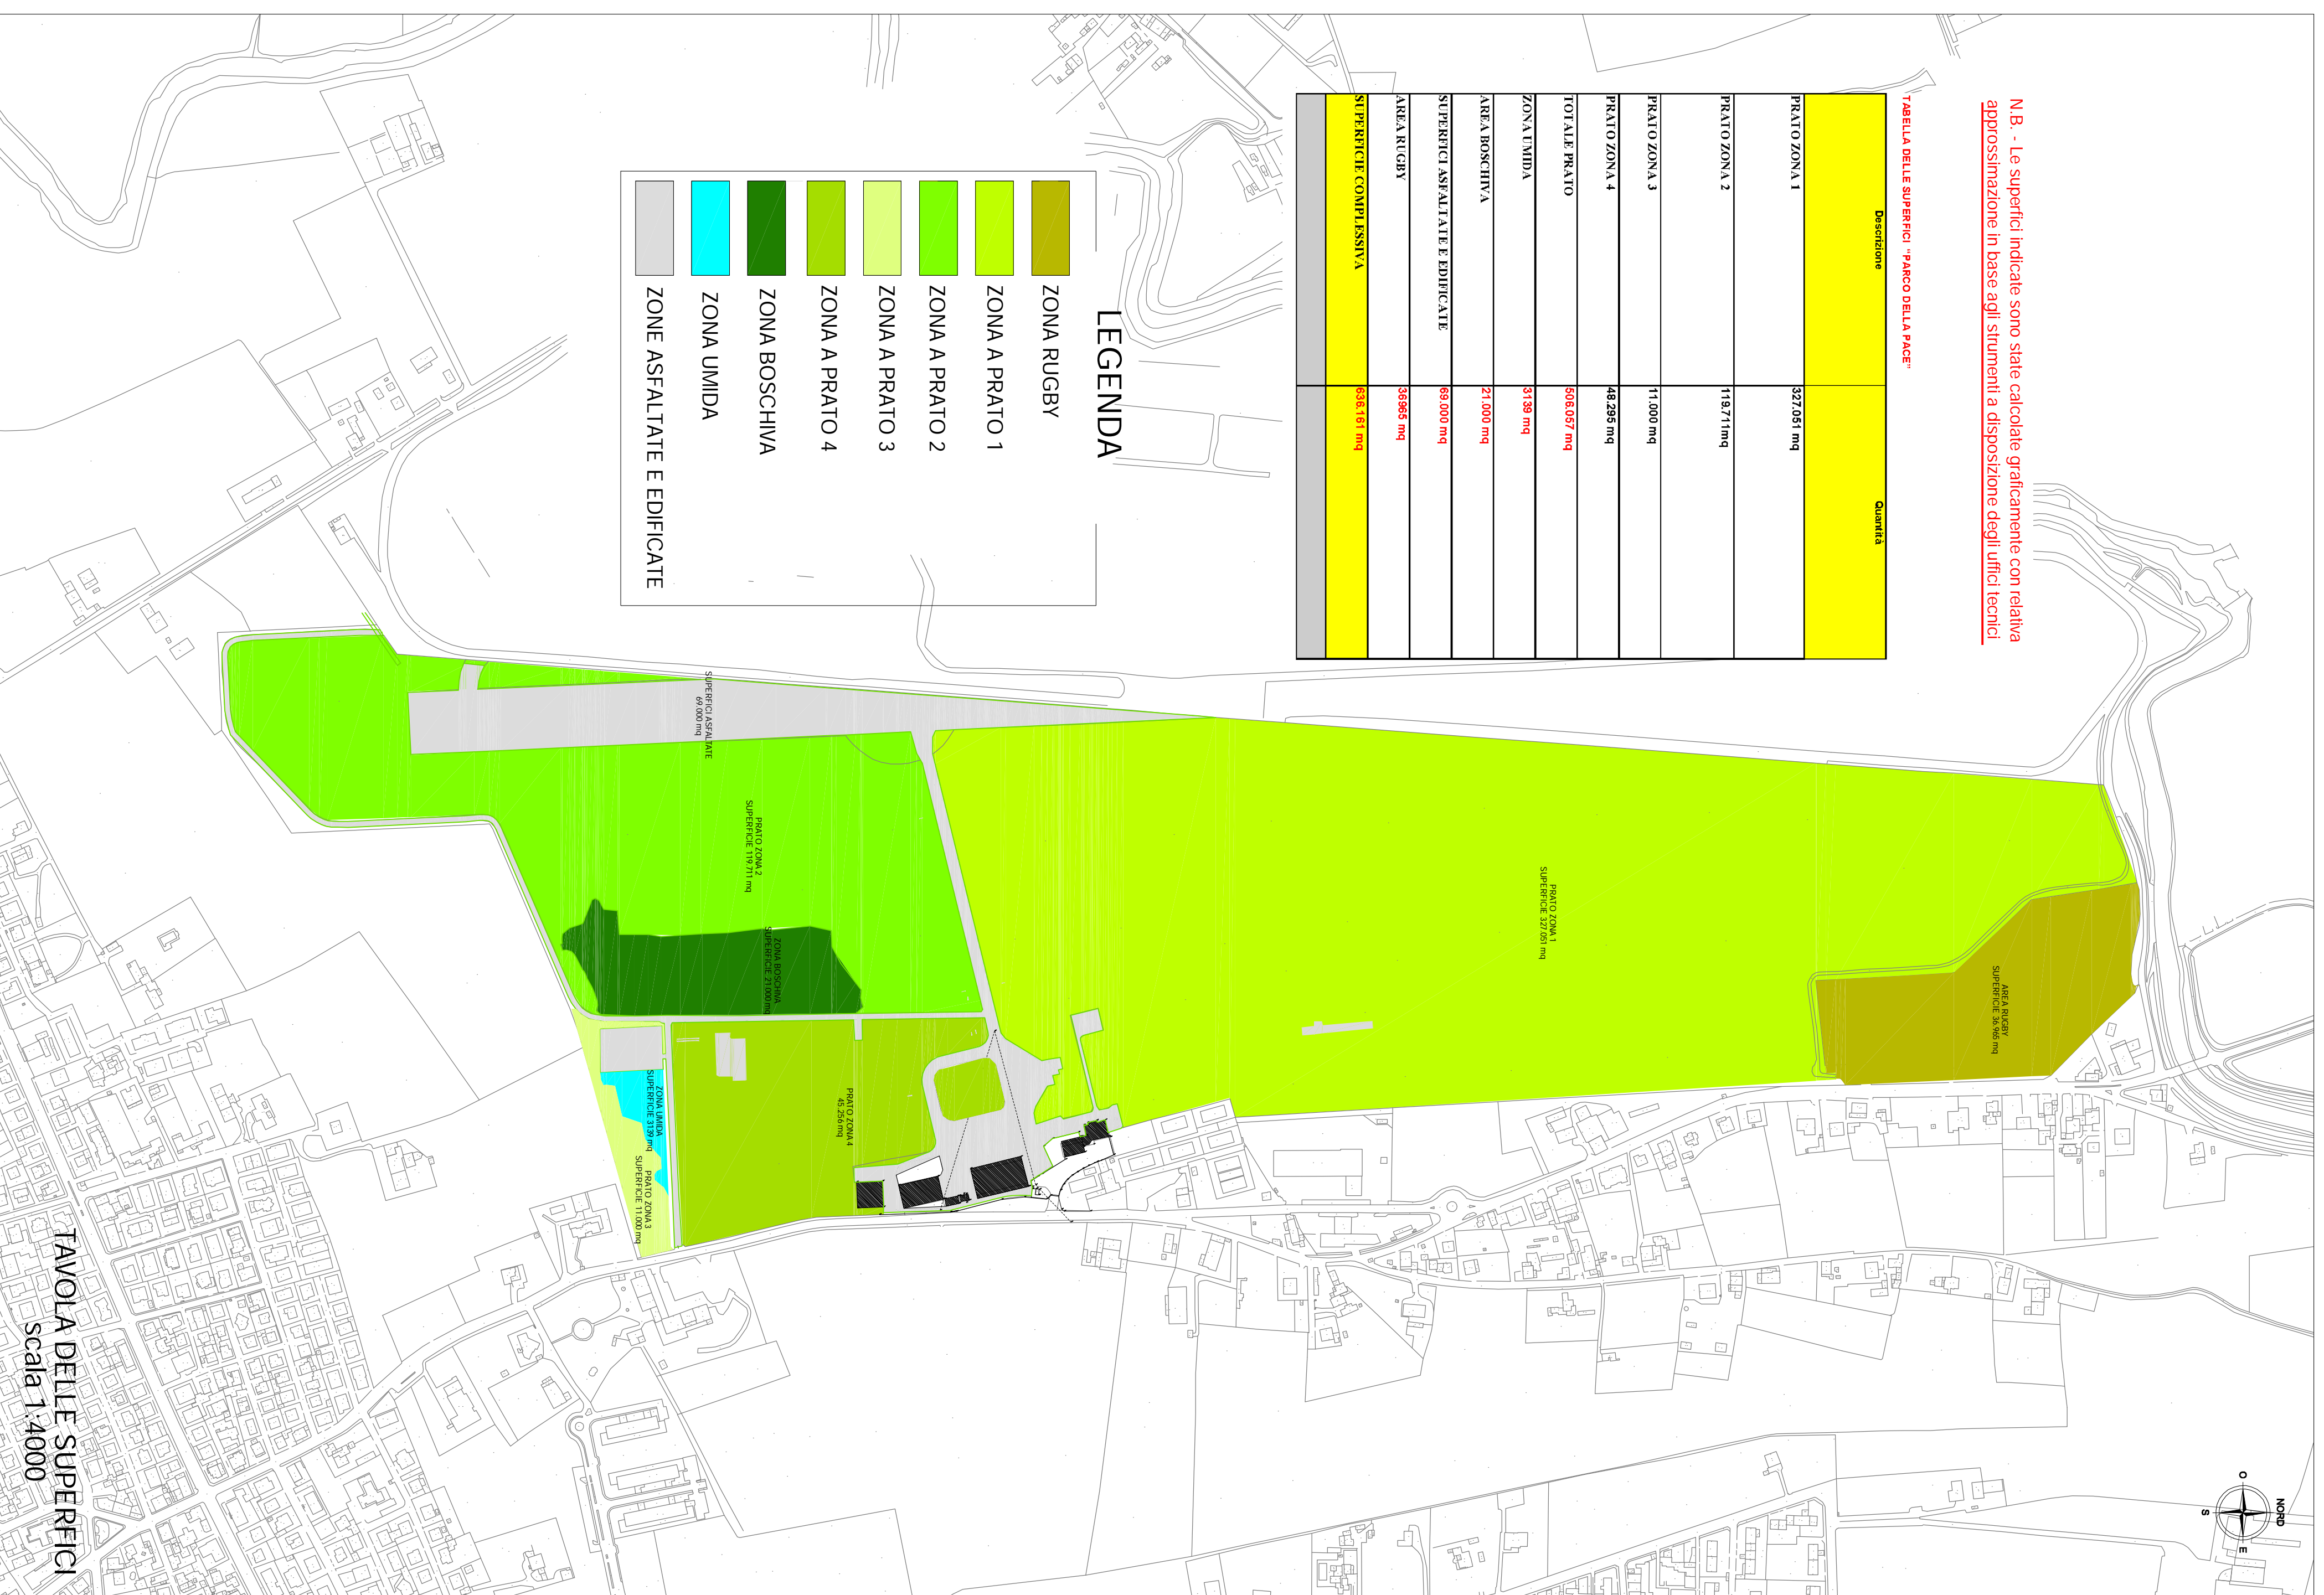 N.B. - Le superfici indicate sono state calcolate graficamente con relativa
approssimazione in base agli strumenti a disposizione degli uffici tecnici
TABELLA DELLE SUPERFICI "PARCO DELLA PACE"
Descrizione Quantità
PRATO ZONA 1 327.051 mq
PRATO ZONA 2 119.711mq
PRATO ZONA 3 11.000 mq
PRATO ZONA 4 48.295 mq
TOTALE PRATO 506.057 mq
ZONA UMIDA 3139 mq
AREA BOSCHIVA 21.000 mq
SUPERFICI ASFALTATE E EDIFICATE 69.000 mq
AREA RUGBY 36965 mq
SUPERFICIE COMPLESSIVA 636.161 mq
LEGENDA
ZONA RUGBY
ZONA A PRATO 1
ZONA A PRATO 2
ZONA A PRATO 3
ZONA A PRATO 4
ZONA BOSCHIVA
ZONA UMIDA
ZONE ASFALTATE E EDIFICATE
AREA RUGBY
SUPERFICIE 36.965 mq
PRATO ZONA 1
SUPERFICIE 327.051 mq
SUPERFICI ASFALTATE
69.000 mq
PRATO ZONA 2
SUPERFICIE 119.711 mq
ZONA BOSCHIVA
SUPERFICIE 21.000 mq
PRATO ZONA 4
45.256 mq
ZONA UMIDA
SUPERFICIE 3139 mq
PRATO ZONA 3
SUPERFICIE 11.000 mq
NORD
O
E
S
TAVOLA DELLE SUPERFICI
scala 1:4000